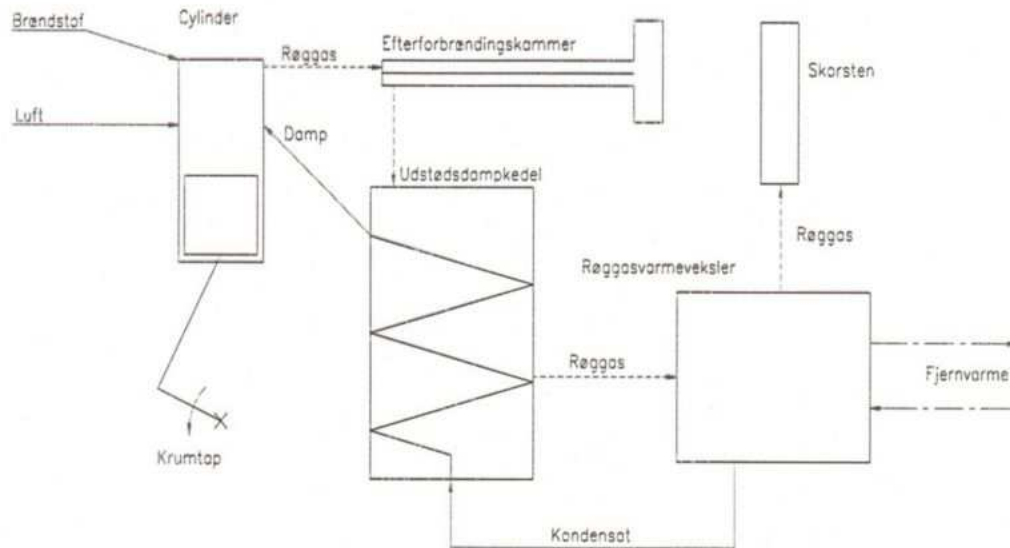 Brændstof
Cylinder
Røggas
Efterforbrændingskammer
Skorsten
Luft
Damp
Udstødsdampkedel
Røggas
Røggasvarmeveksler
Røggas
Fjernvarme
Krumtap
Kondensat